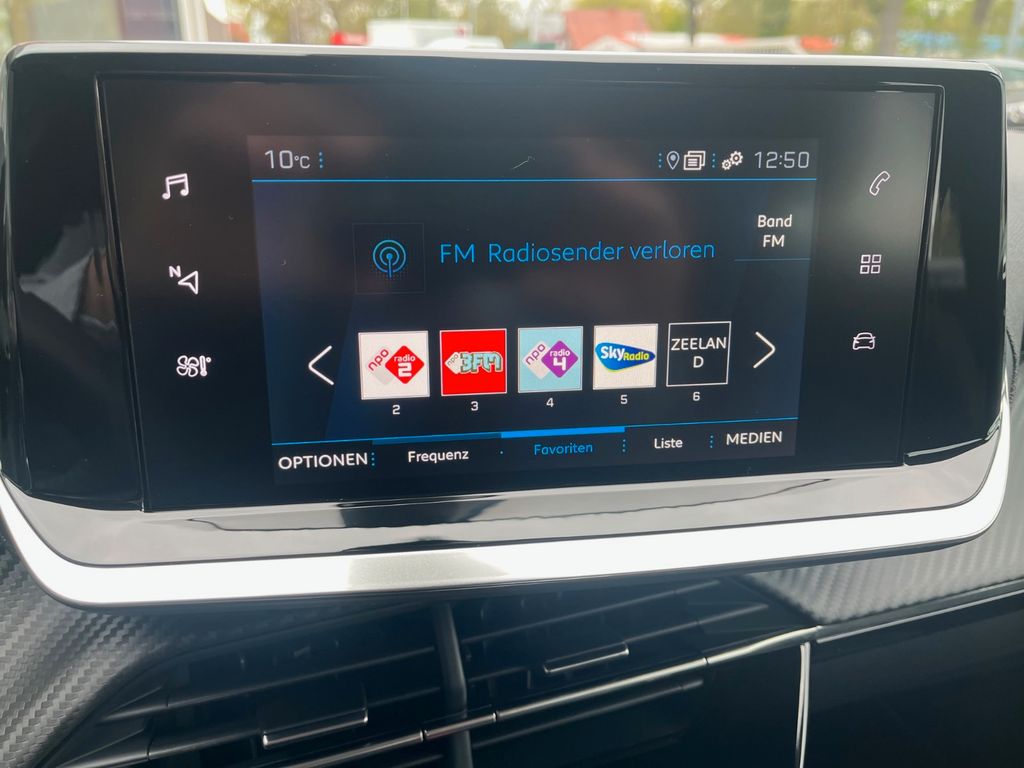 10°C
12:50
Band
FM
FM Radiosender verloren
N
npo radio 2
3FM
npo radio 4
Sky Radio
ZEELAN
D
2
3
4
5
6
OPTIONEN
Frequenz
Favoriten
Liste
MEDIEN